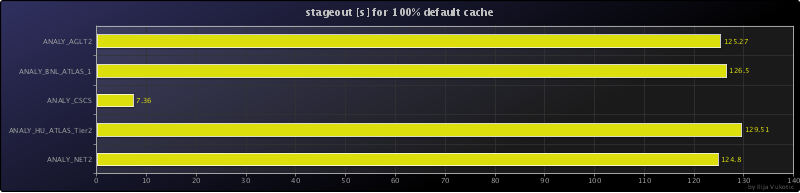 stageout [s] for 100% default cache
ANALY_AGLT2
125.27
ANALY_BNL_ATLAS_1
126.5
ANALY_CSCS
7.36
ANALY_HU_ATLAS_Tier2
129.51
ANALY_NET2
124.8
0 10 20 30 40 50 60 70 80 90 100 110 120 130 140
by Ilija Vukotic